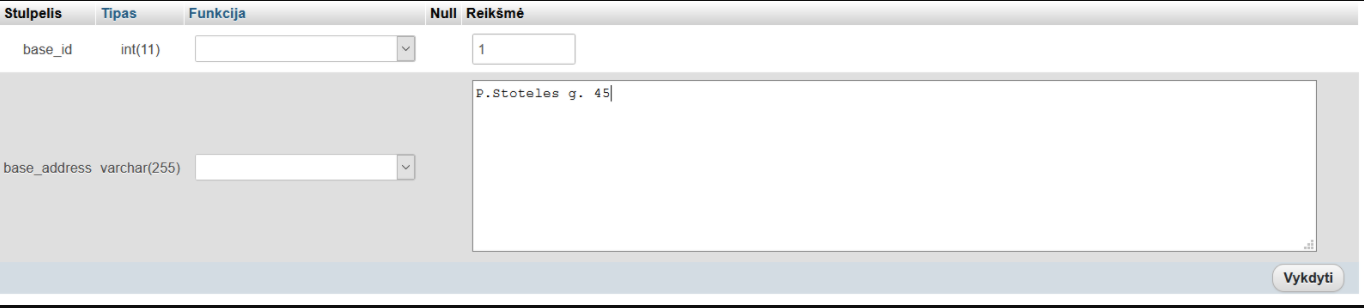 Stulpelis Tipas Funkcija Null Reikšmė
base_id int(11) 1
P.Stoteles g. 45
base_address varchar(255)
Vykdyti